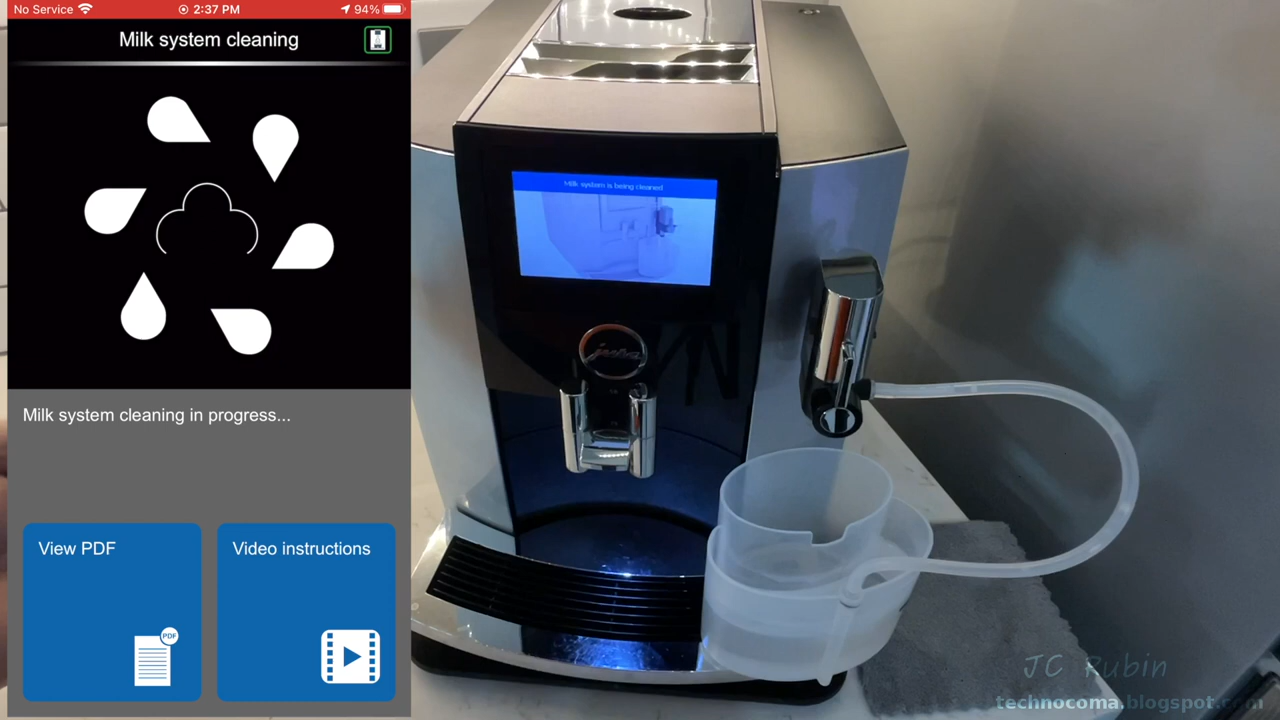 No Service 2:37 PM 94%
Milk system cleaning
Milk system cleaning in progress...
View PDF
PDF
Video instructions
Milk system is being cleaned
jura
JC Rubin
technocoma.blogspot.com